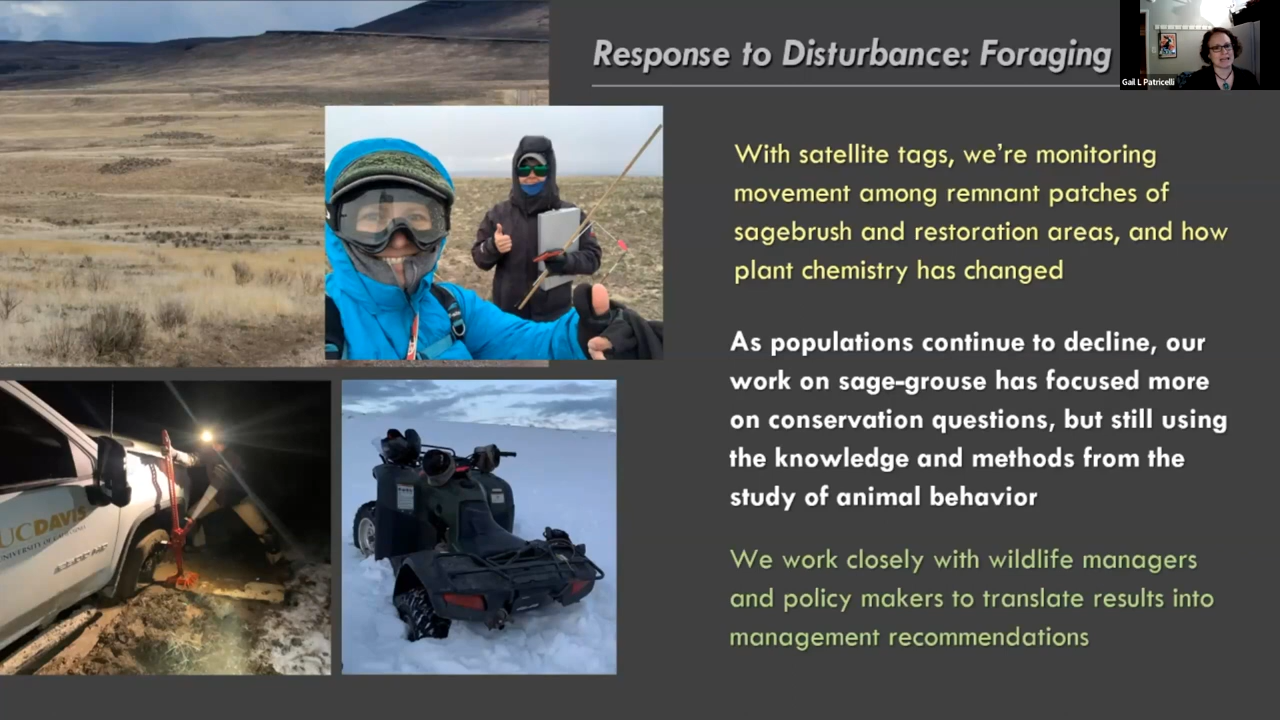 Response to Disturbance: Foraging
Gail L Patricelli
With satellite tags, we're monitoring
movement among remnant patches of
sagebrush and restoration areas, and how
plant chemistry has changed
As populations continue to decline, our
work on sage-grouse has focused more
on conservation questions, but still using
the knowledge and methods from the
study of animal behavior
We work closely with wildlife managers
and policy makers to translate results into
management recommendations
UCDAVIS